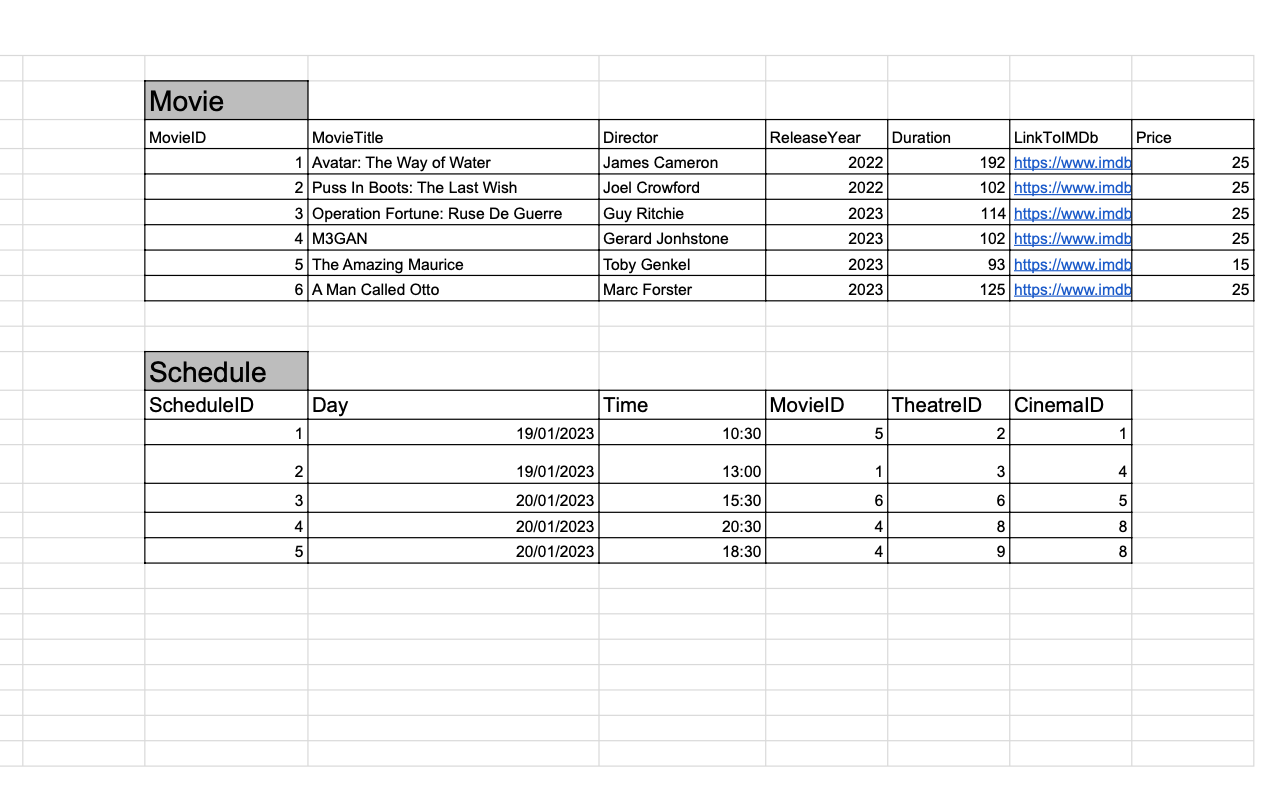 Movie
MovieID MovieTitle Director ReleaseYear Duration LinkToIMDb Price
1 Avatar: The Way of Water James Cameron 2022 192 https://www.imdb 25
2 Puss In Boots: The Last Wish Joel Crowford 2022 102 https://www.imdb 25
3 Operation Fortune: Ruse De Guerre Guy Ritchie 2023 114 https://www.imdb 25
4 M3GAN Gerard Jonhstone 2023 102 https://www.imdb 25
5 The Amazing Maurice Toby Genkel 2023 93 https://www.imdb 15
6 A Man Called Otto Marc Forster 2023 125 https://www.imdb 25
Schedule
ScheduleID Day Time MovieID TheatreID CinemaID
1 19/01/2023 10:30 5 2 1
2 19/01/2023 13:00 1 3 4
3 20/01/2023 15:30 6 6 5
4 20/01/2023 20:30 4 8 8
5 20/01/2023 18:30 4 9 8